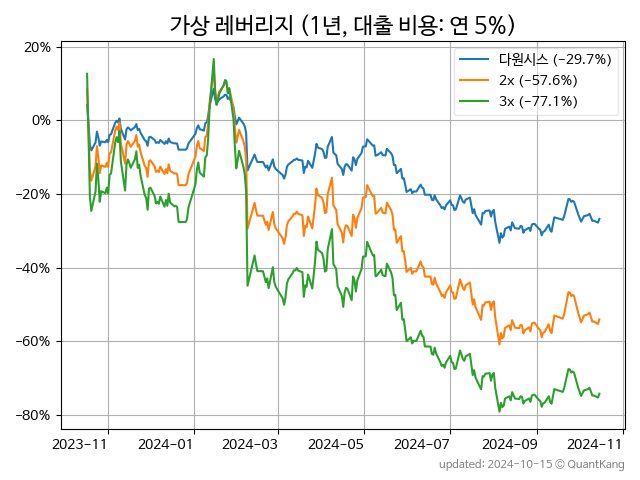 가상 레버리지 (1년, 대출 비용: 연 5%)
다원시스 (-29.7%)
2x (-57.6%)
3x (-77.1%)
20%
0%
-20%
-40%
-60%
-80%
2023-11 2024-01 2024-03 2024-05 2024-07 2024-09 2024-11
updated: 2024-10-15 © QuantKang